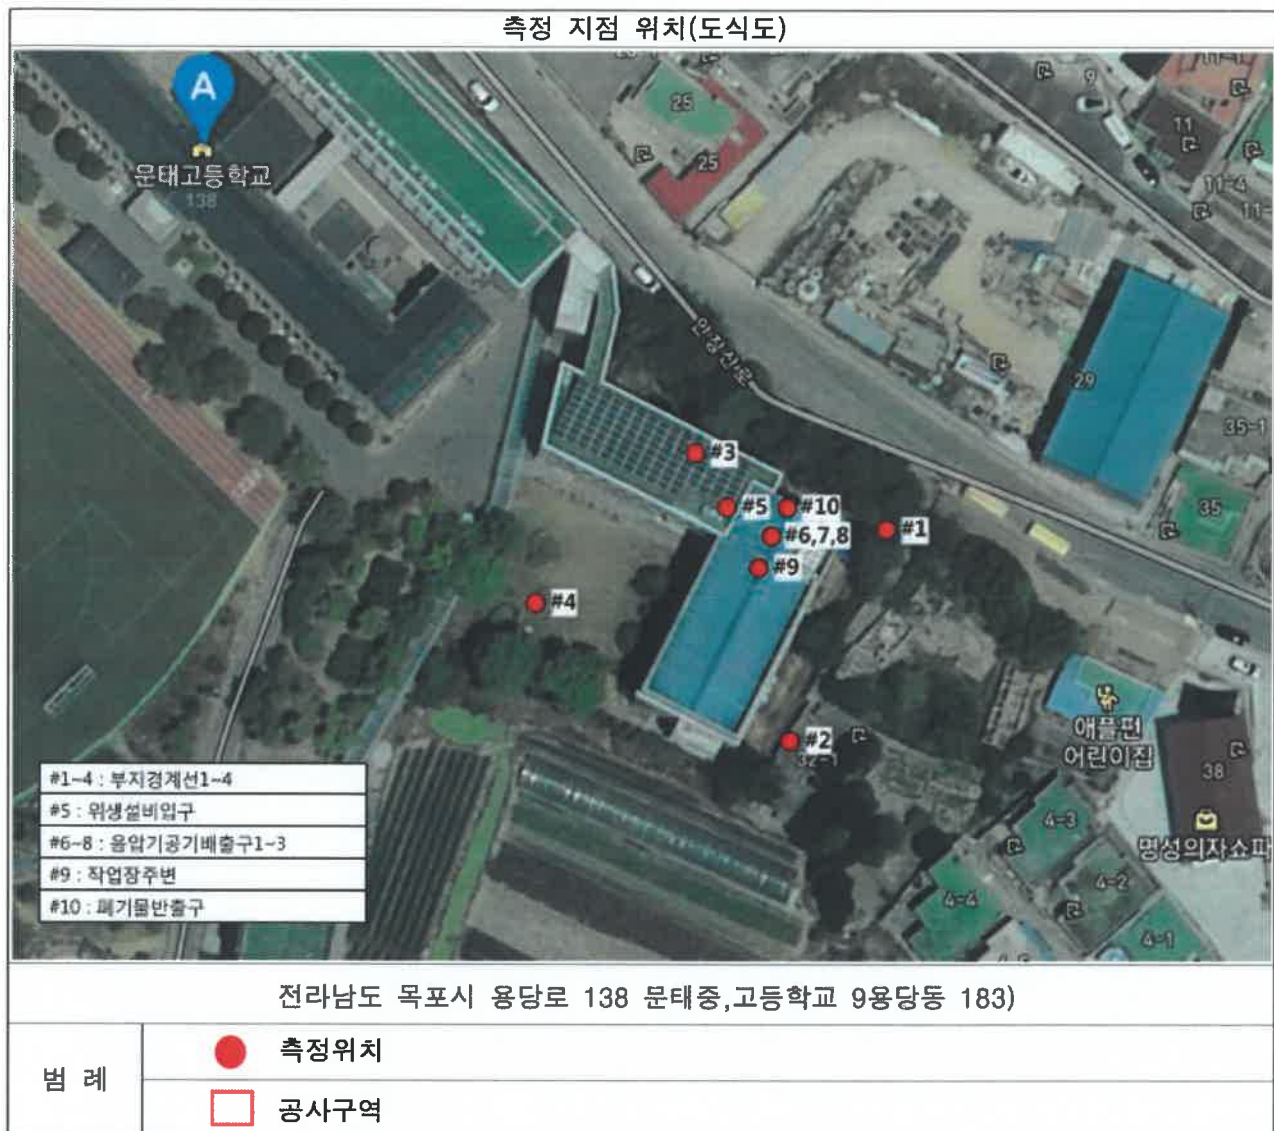 측정 지점 위치(도식도)
A
문태고등학교
138
25
25
9
11-1
11
11-4
안장산로
29
35-1
35
#3
#5
#10
#6,7,8
#1
#9
#4
#2
32-1
애플펀
어린이집
38
명성의자쇼파
4-3
4-2
4-4
4-1
#1~4 : 부지경계선1~4
#5 : 위생설비입구
#6~8 : 음압기공기배출구1~3
#9 : 작업장주변
#10 : 폐기물반출구
전라남도 목포시 용당로 138 문태중,고등학교 9용당동 183)
범 례
측정위치
공사구역